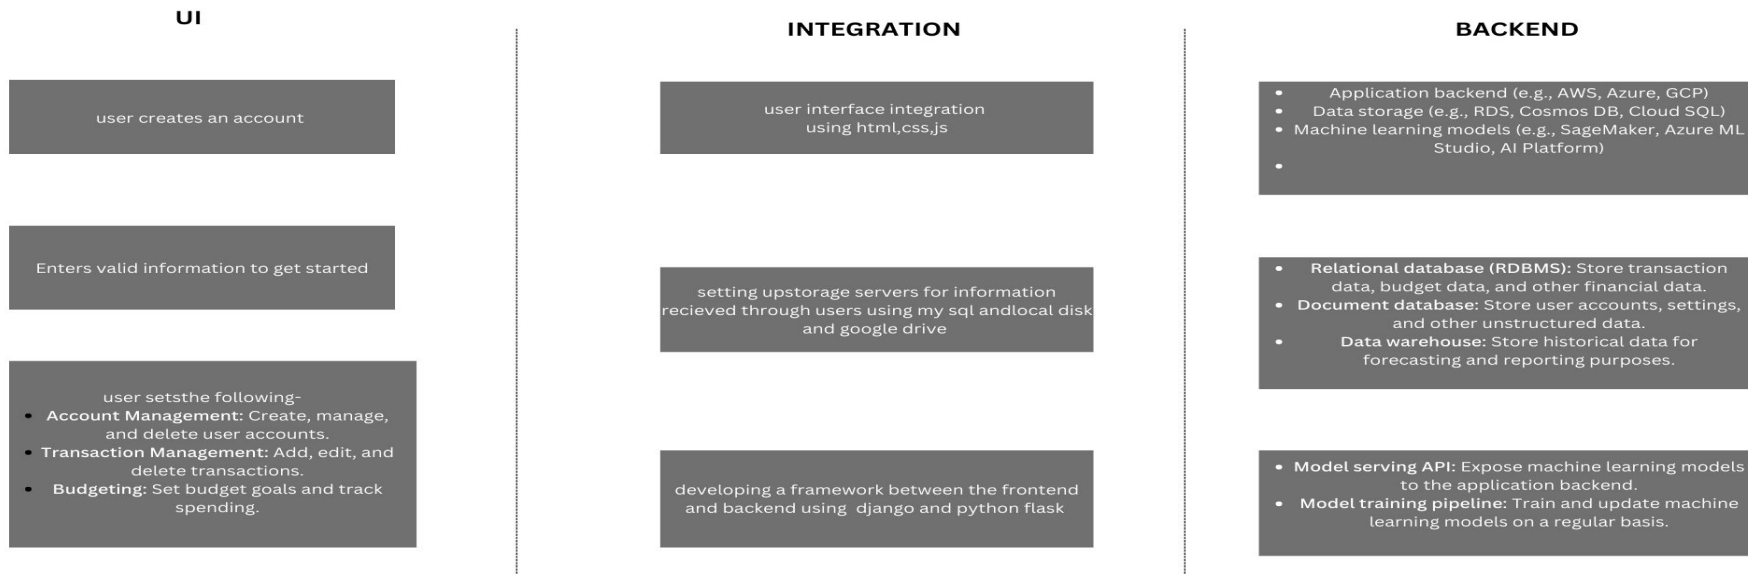 UI
user creates an account
Enters valid information to get started
user setsthe following-
• Account Management: Create, manage,
and delete user accounts.
• Transaction Management: Add, edit, and
delete transactions.
• Budgeting: Set budget goals and track
spending.
INTEGRATION
user interface integration
using html,css,js
setting upstorage servers for information
recieved through users using my sql andlocal disk
and google drive
developing a framework between the frontend
and backend using django and python flask
BACKEND
• Application backend (e.g., AWS, Azure, GCP)
• Data storage (e.g., RDS, Cosmos DB, Cloud SQL)
• Machine learning models (e.g., SageMaker, Azure ML
Studio, AI Platform)
•
• Relational database (RDBMS): Store transaction
data, budget data, and other financial data.
• Document database: Store user accounts, settings,
and other unstructured data.
• Data warehouse: Store historical data for
forecasting and reporting purposes.
• Model serving API: Expose machine learning models
to the application backend.
• Model training pipeline: Train and update machine
learning models on a regular basis.